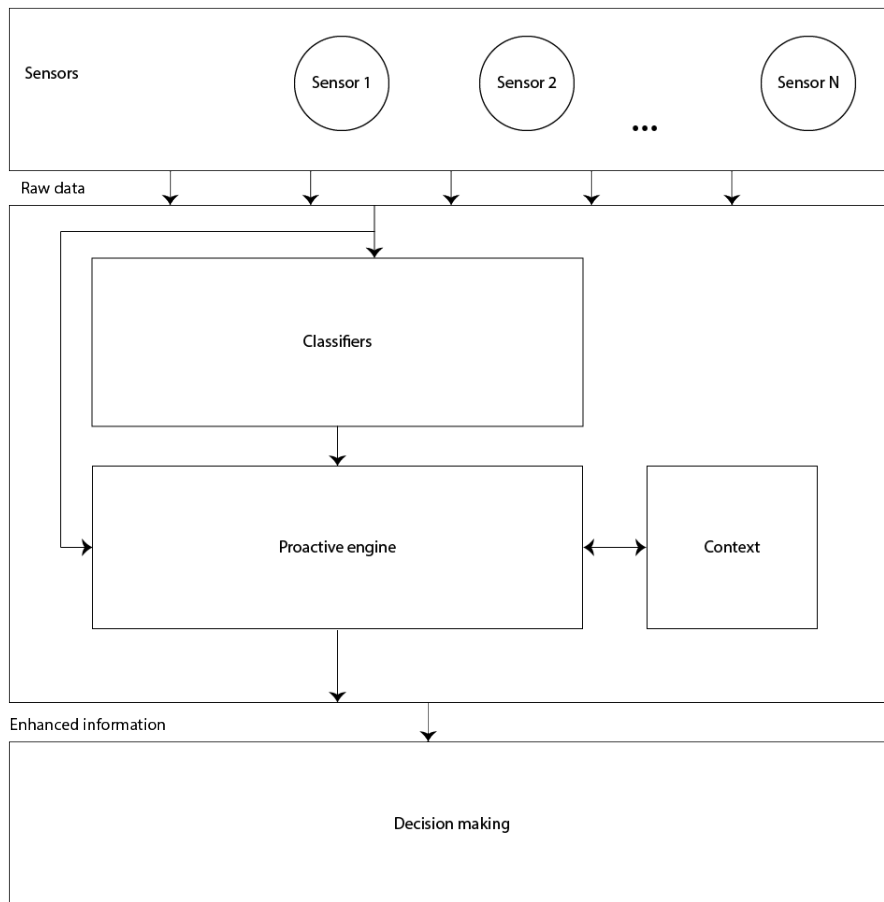 Sensors
Sensor 1
Sensor 2
...
Sensor N
Raw data
Classifiers
Proactive engine
Context
Enhanced information
Decision making